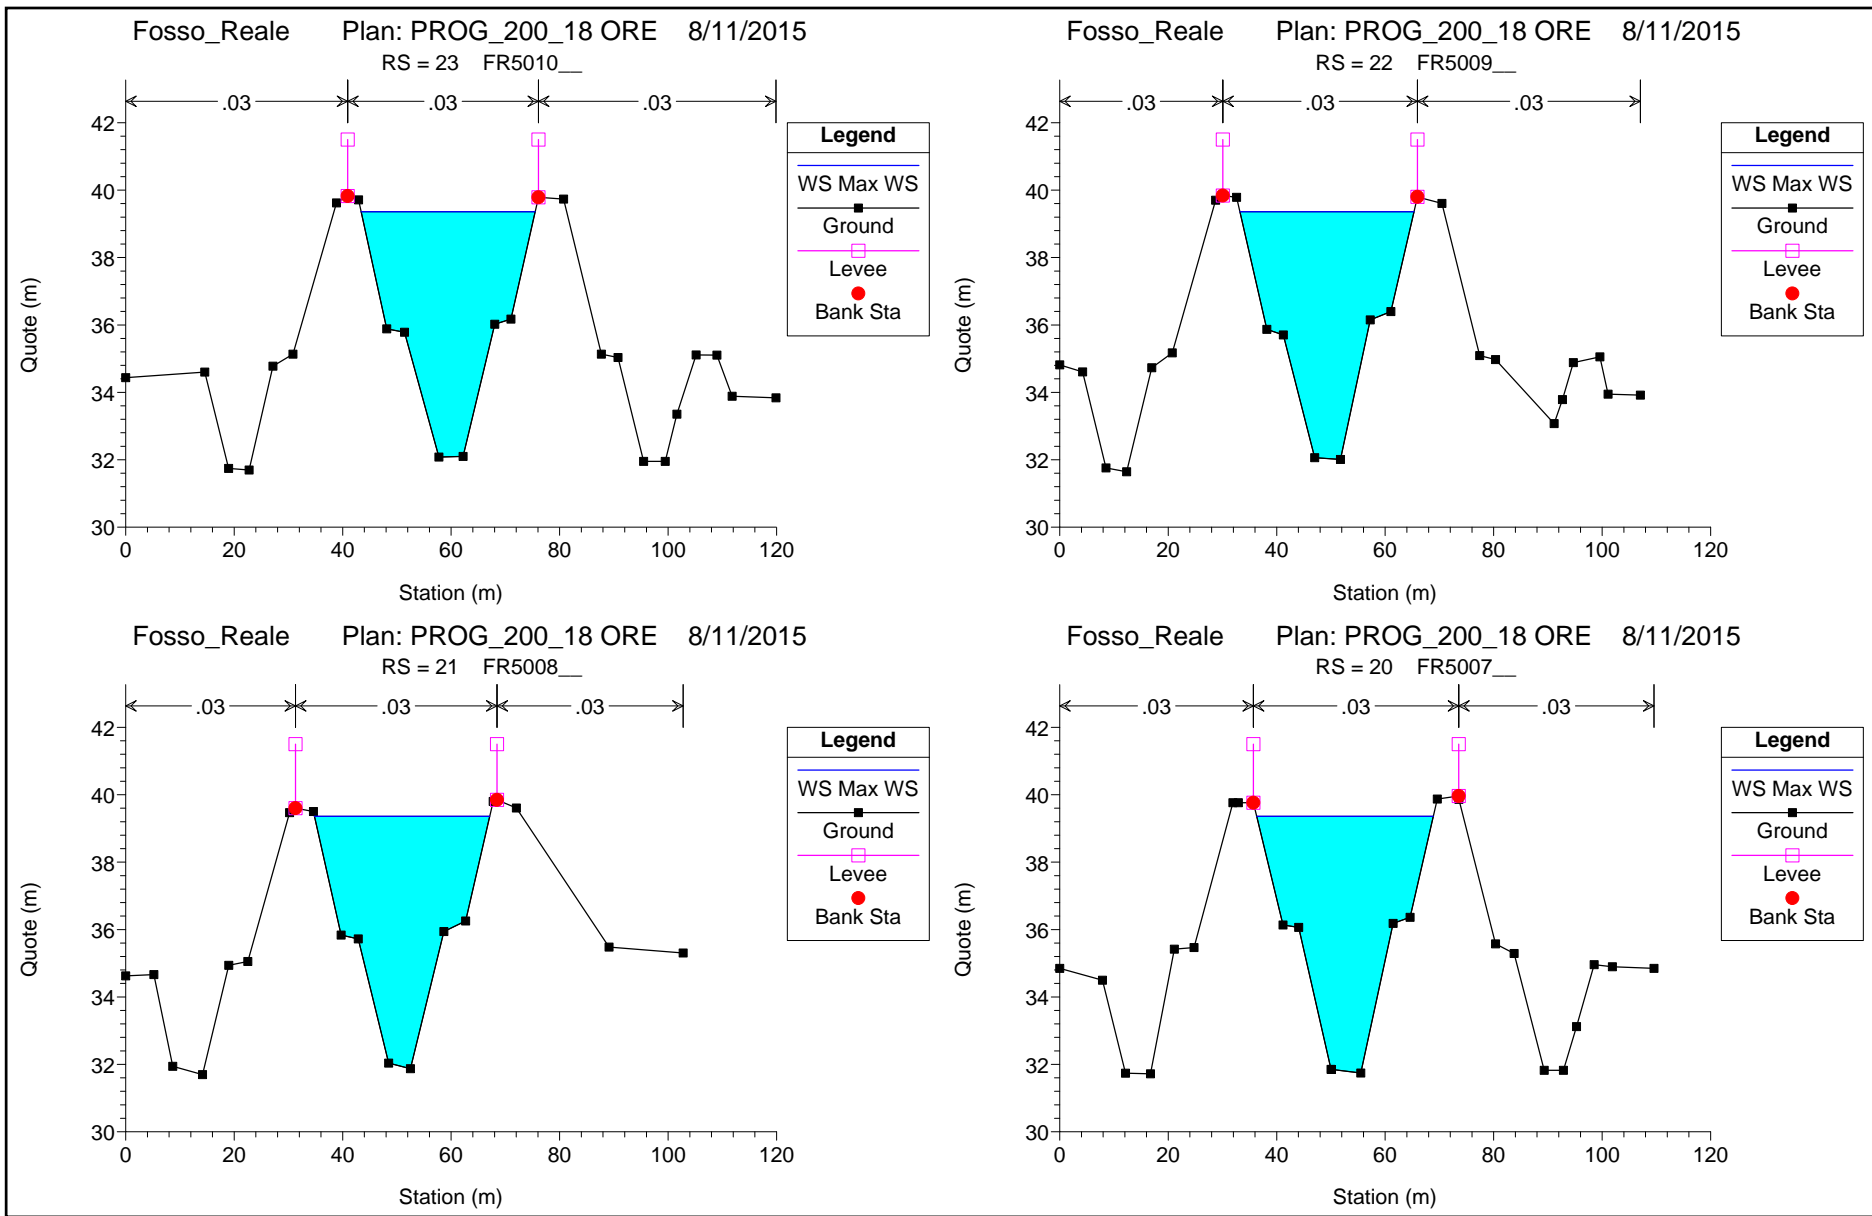 Fosso_Reale Plan: PROG_200_18 ORE 8/11/2015
RS = 23 FR5010__
.03 .03 .03
42
40
38
36
34
32
30
Quote (m)
0 20 40 60 80 100 120
Station (m)
Legend
WS Max WS
Ground
Levee
Bank Sta
Fosso_Reale Plan: PROG_200_18 ORE 8/11/2015
RS = 22 FR5009__
.03 .03 .03
42
40
38
36
34
32
30
Quote (m)
0 20 40 60 80 100 120
Station (m)
Legend
WS Max WS
Ground
Levee
Bank Sta
Fosso_Reale Plan: PROG_200_18 ORE 8/11/2015
RS = 21 FR5008__
.03 .03 .03
42
40
38
36
34
32
30
Quote (m)
0 20 40 60 80 100 120
Station (m)
Legend
WS Max WS
Ground
Levee
Bank Sta
Fosso_Reale Plan: PROG_200_18 ORE 8/11/2015
RS = 20 FR5007__
.03 .03 .03
42
40
38
36
34
32
30
Quote (m)
0 20 40 60 80 100 120
Station (m)
Legend
WS Max WS
Ground
Levee
Bank Sta